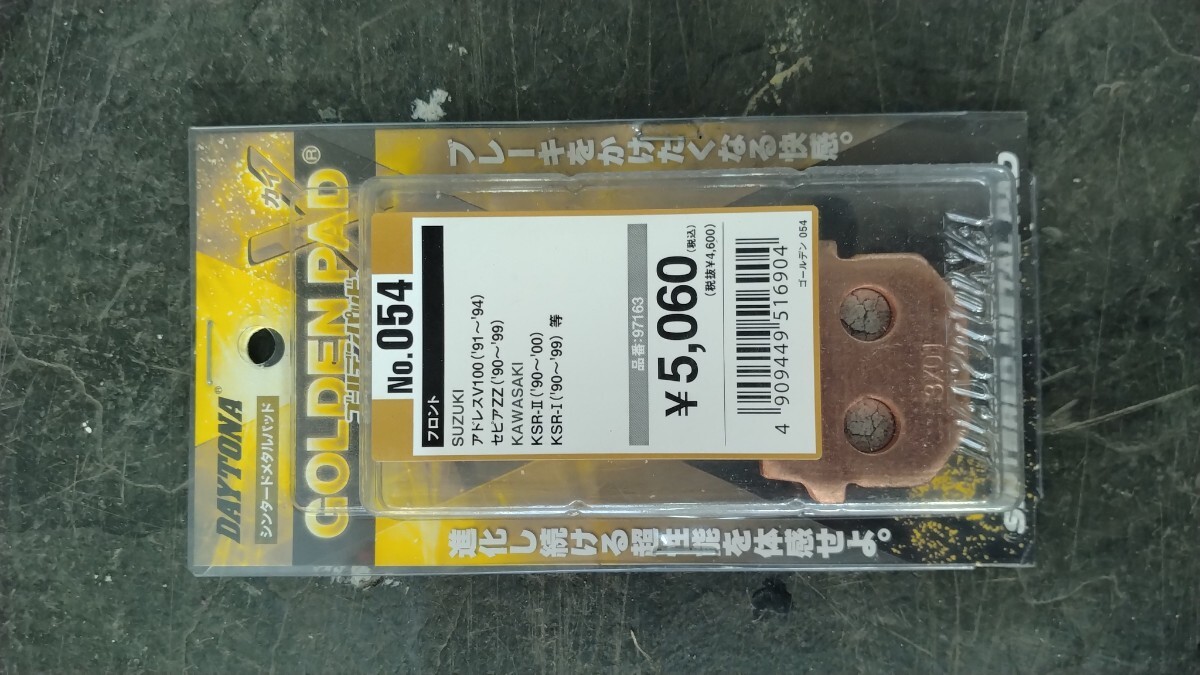 DAYTONA®
シンタードメタルパッド
GOLDEN PAD®
ゴールデンパッド
カイ
進化し続ける超性能を体感せよ。
ブレーキをかけたくなる快感。
No.054
フロント
SUZUKI
アドレスV100('91〜'94)
セピアZZ('90〜'99)
KAWASAKI
KSR-Ⅱ('90〜'00)
KSR-Ⅰ('90〜'99) 等
品番:97163
¥5,060(税込)
(税抜¥4,600)
4 909449 516904
ゴールデン 054